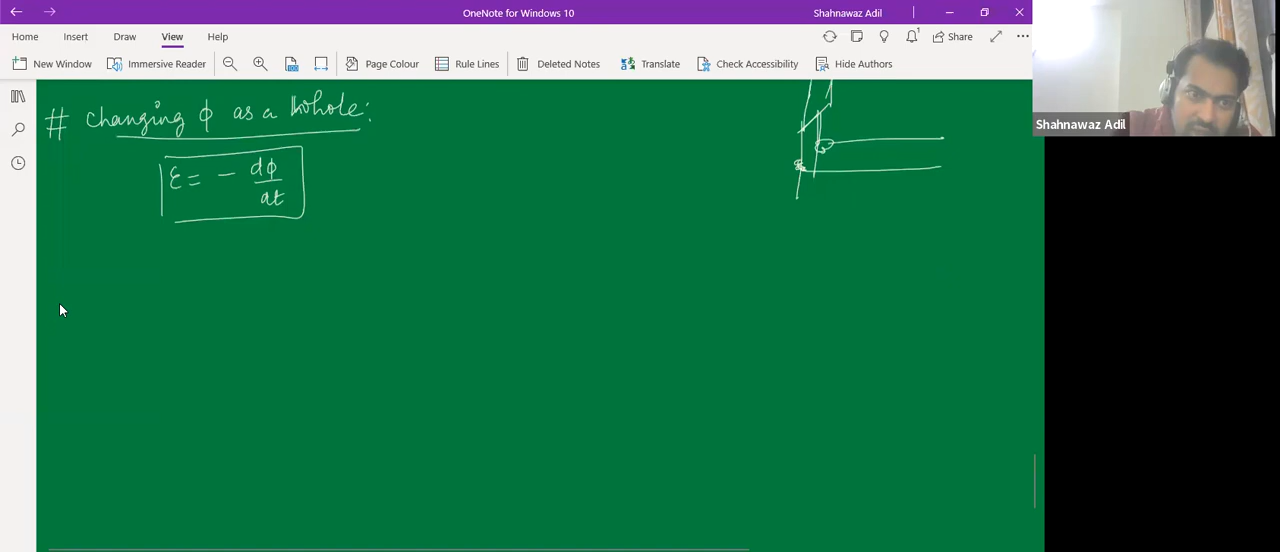 OneNote for Windows 10
Shahnawaz Adil
Home Insert Draw View Help
1 Share
New Window Immersive Reader Page Colour Rule Lines Deleted Notes Translate Check Accessibility Hide Authors
Shahnawaz Adil
# Changing ϕ as a Whole:
ε = - dϕ
dt